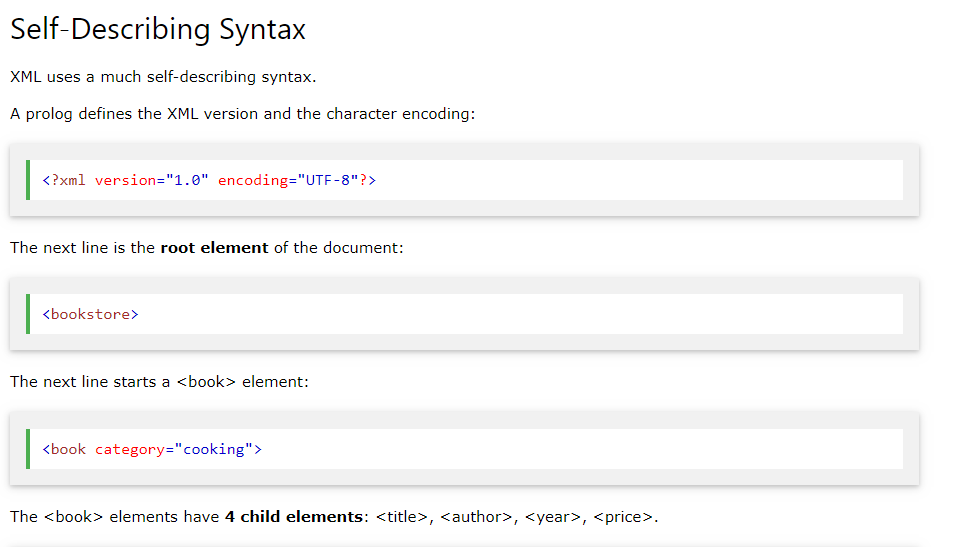 Self-Describing Syntax
XML uses a much self-describing syntax.
A prolog defines the XML version and the character encoding:
<?xml version="1.0" encoding="UTF-8"?>
The next line is the root element of the document:
<bookstore>
The next line starts a <book> element:
<book category="cooking">
The <book> elements have 4 child elements: <title>, <author>, <year>, <price>.